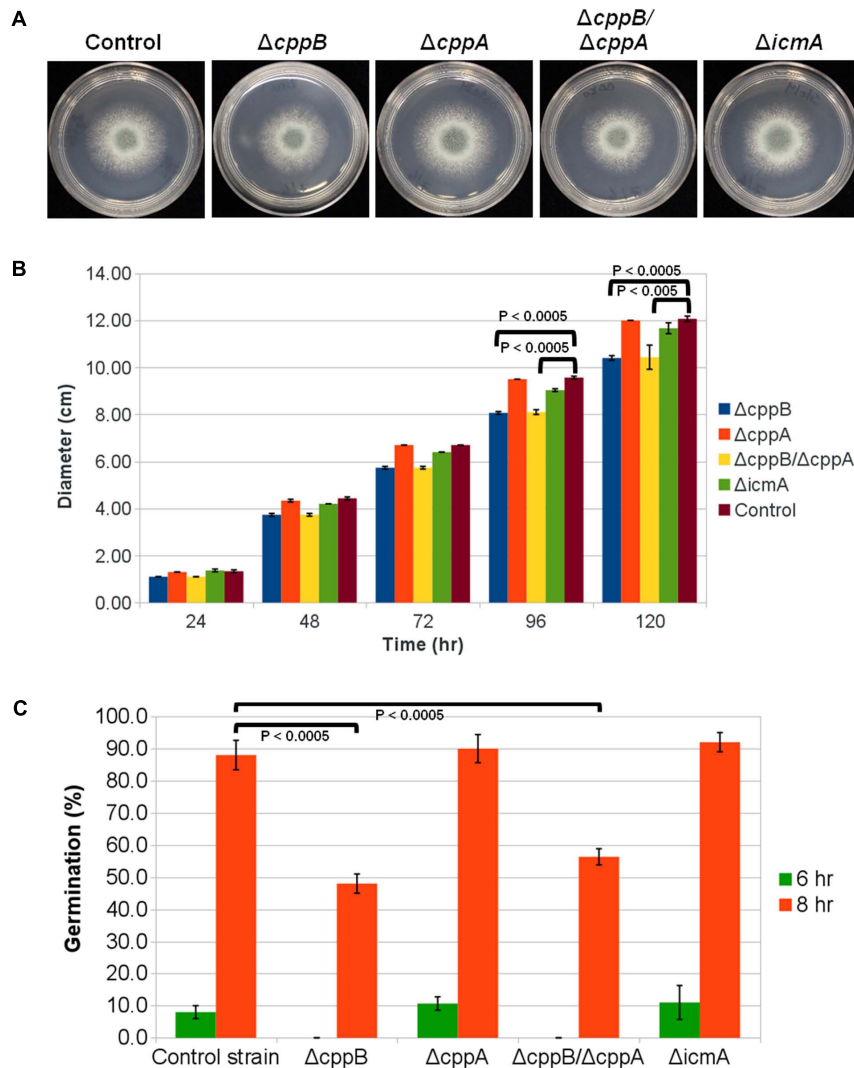 A
Control
ΔcppB
ΔcppA
ΔcppB/
ΔcppA
ΔicmA
B
14.00
12.00
10.00
8.00
6.00
4.00
2.00
0.00
Diameter (cm)
P < 0.0005
P < 0.0005
P < 0.0005
P < 0.005
24
48
72
96
120
Time (hr)
ΔcppB
ΔcppA
ΔcppB/ΔcppA
ΔicmA
Control
C
100.0
90.0
80.0
70.0
60.0
50.0
40.0
30.0
20.0
10.0
0.0
Germination (%)
P < 0.0005
P < 0.0005
Control strain
ΔcppB
ΔcppA
ΔcppB/ΔcppA
ΔicmA
6 hr
8 hr